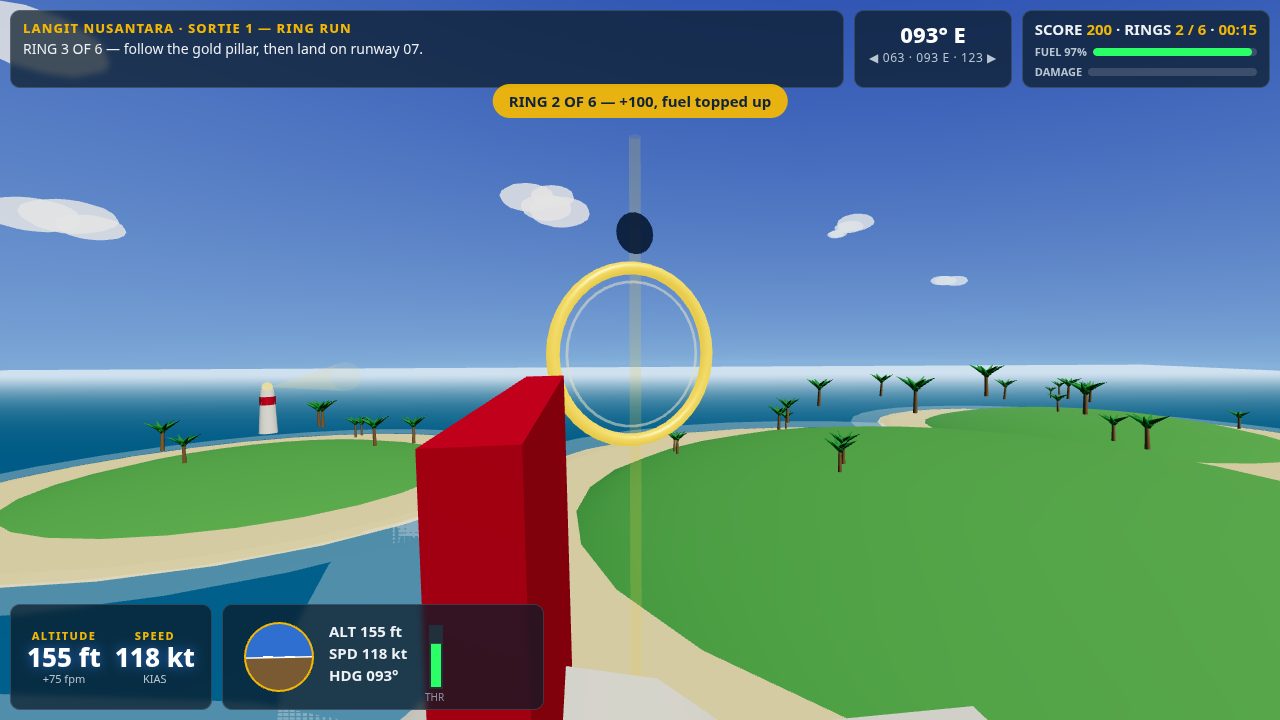 LANGIT NUSANTARA · SORTIE 1 — RING RUN
RING 3 OF 6 — follow the gold pillar, then land on runway 07.
093° E
◀ 063 · 093 E · 123 ▶
SCORE 200 · RINGS 2 / 6 · 00:15
FUEL 97%
DAMAGE
RING 2 OF 6 — +100, fuel topped up
ALTITUDE
155 ft
+75 fpm
SPEED
118 kt
KIAS
ALT 155 ft
SPD 118 kt
HDG 093°
THR